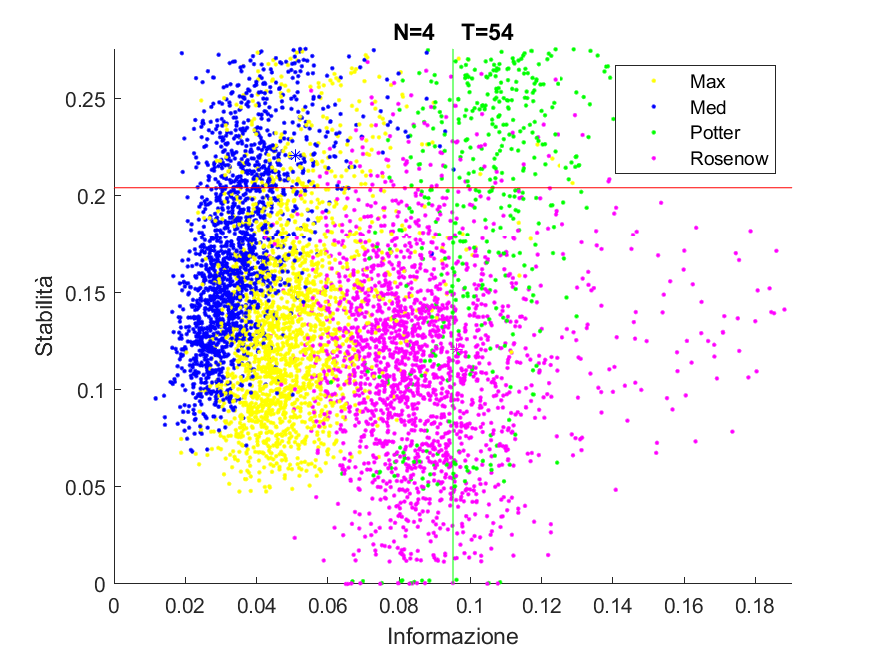 N=4 T=54
Max
Med
Potter
Rosenow
0.25
0.2
0.15
0.1
0.05
0
Stabilità
0 0.02 0.04 0.06 0.08 0.1 0.12 0.14 0.16 0.18
Informazione